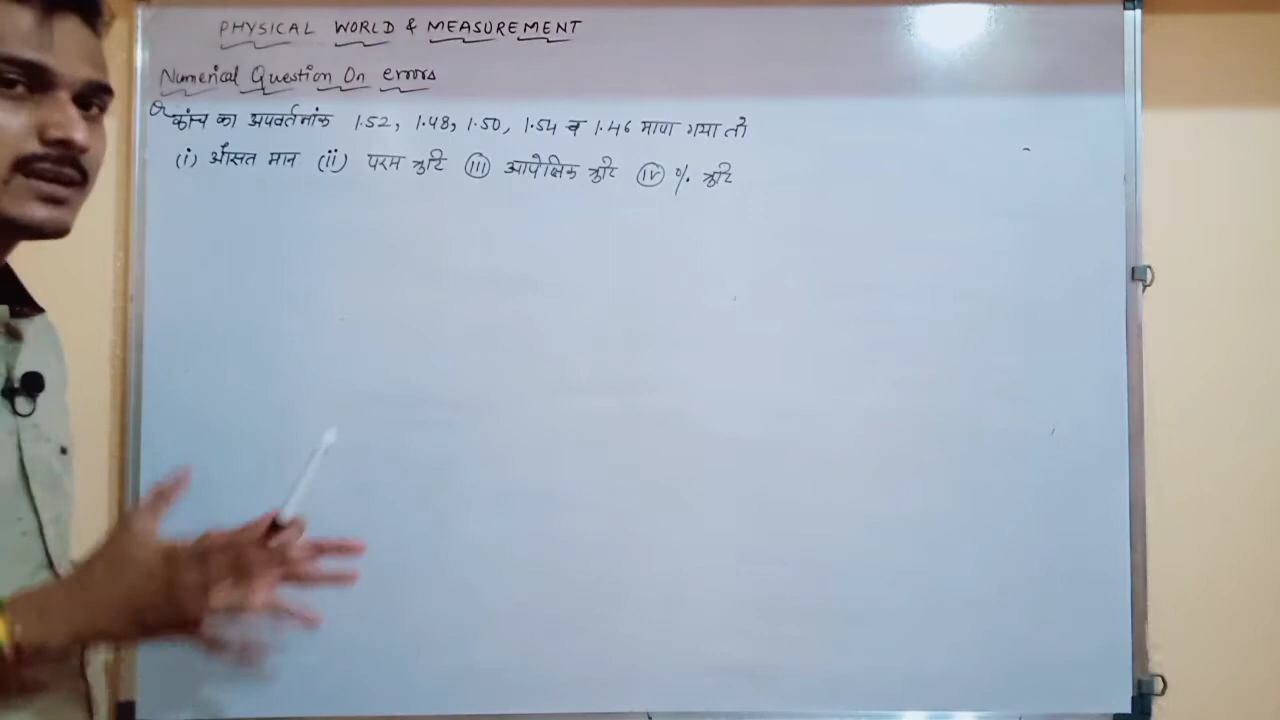 PHYSICAL WORLD & MEASUREMENT
Numerical Question On errors
Q कांच का अपवर्तनांक 1.52, 1.48, 1.50, 1.54 व 1.46 मापा गया तो
(i) औसत मान (ii) परम त्रुटि (III) आपेक्षिक त्रुटि (IV) % त्रुटि